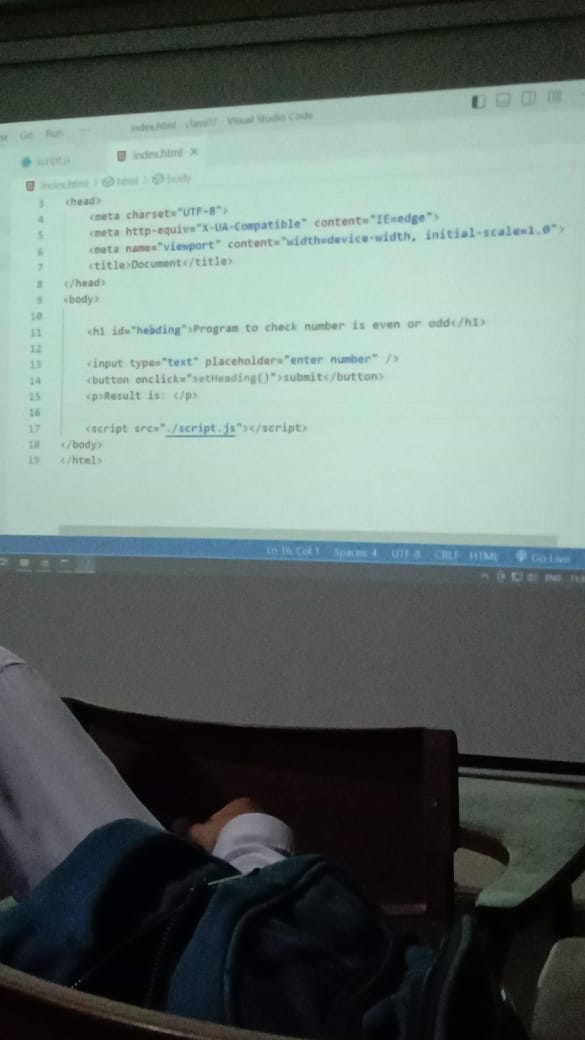 Go Run ...
index.html - class07 - Visual Studio Code
script.js
index.html ×
index.html > html > body
3 <head>
4 <meta charset="UTF-8">
5 <meta http-equiv="X-UA-Compatible" content="IE=edge">
6 <meta name="viewport" content="width=device-width, initial-scale=1.0">
7 <title>Document</title>
8 </head>
9 <body>
10
11 <h1 id="heading">Program to check number is even or odd</h1>
12
13 <input type="text" placeholder="enter number" />
14 <button onclick="setHeading()">submit</button>
15 <p>Result is: </p>
16
17 <script src="./script.js"></script>
18 </body>
19 </html>
Ln 16, Col 1 Spaces: 4 UTF-8 CRLF HTML Go Live
ENG